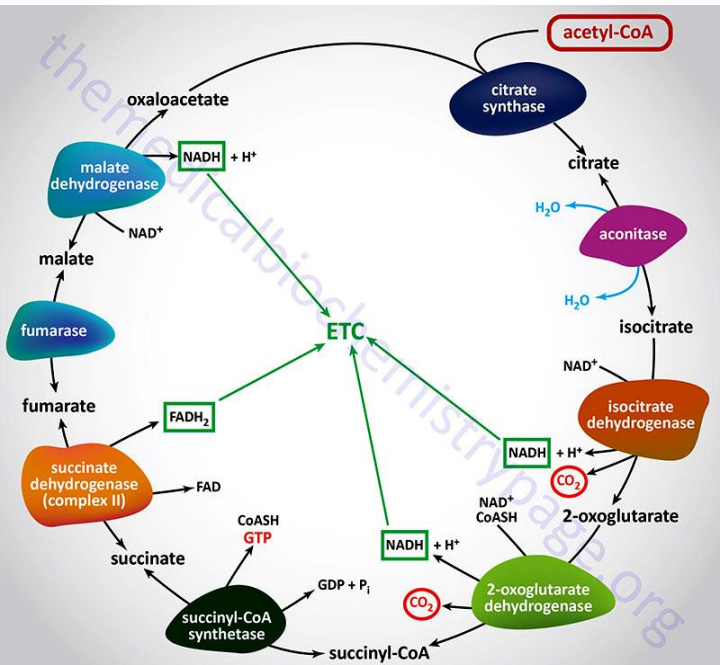 acetyl-CoA
citrate
synthase
citrate
H₂O
aconitase
H₂O
isocitrate
NAD⁺
isocitrate
dehydrogenase
NADH + H⁺
CO₂
2-oxoglutarate
NAD⁺
CoASH
2-oxoglutarate
dehydrogenase
NADH + H⁺
CO₂
succinyl-CoA
succinyl-CoA
synthetase
GDP + Pᵢ
CoASH
GTP
succinate
succinate
dehydrogenase
(complex II)
FAD
FADH₂
fumarate
fumarase
malate
NAD⁺
malate
dehydrogenase
NADH + H⁺
oxaloacetate
ETC
themedicalbiochemistrypage.org